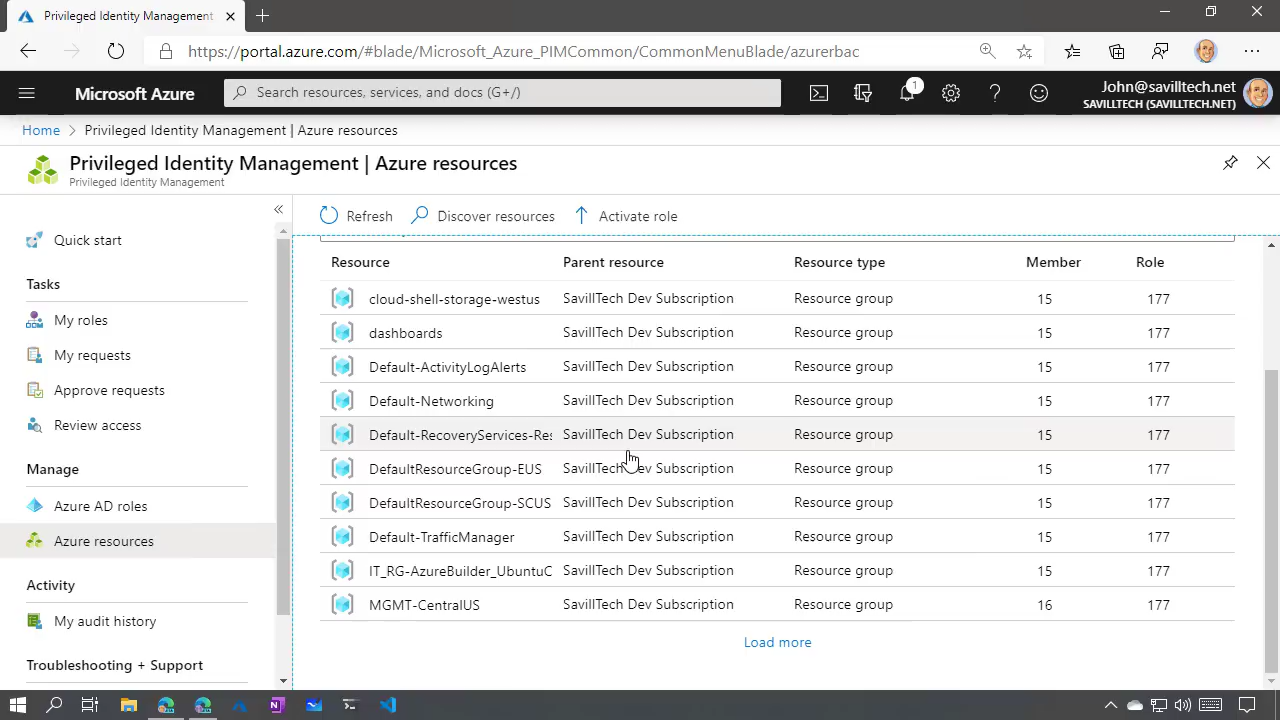 Privileged Identity Management
https://portal.azure.com/#blade/Microsoft_Azure_PIMCommon/CommonMenuBlade/azurerbac
Microsoft Azure
Search resources, services, and docs (G+/)
1
John@savilltech.net
SAVILLTECH (SAVILLTECH.NET)
Home > Privileged Identity Management | Azure resources
Privileged Identity Management | Azure resources
Privileged Identity Management
Quick start
Tasks
My roles
My requests
Approve requests
Review access
Manage
Azure AD roles
Azure resources
Activity
My audit history
Troubleshooting + Support
Refresh Discover resources Activate role
Resource Parent resource Resource type Member Role
cloud-shell-storage-westus SavillTech Dev Subscription Resource group 15 177
dashboards SavillTech Dev Subscription Resource group 15 177
Default-ActivityLogAlerts SavillTech Dev Subscription Resource group 15 177
Default-Networking SavillTech Dev Subscription Resource group 15 177
Default-RecoveryServices-Re SavillTech Dev Subscription Resource group 15 177
DefaultResourceGroup-EUS SavillTech Dev Subscription Resource group 15 177
DefaultResourceGroup-SCUS SavillTech Dev Subscription Resource group 15 177
Default-TrafficManager SavillTech Dev Subscription Resource group 15 177
IT_RG-AzureBuilder_UbuntuC SavillTech Dev Subscription Resource group 15 177
MGMT-CentralUS SavillTech Dev Subscription Resource group 16 177
Load more